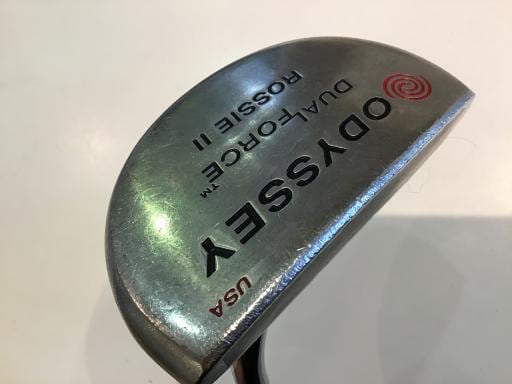 ODYSSEY
DUAL FORCE™
ROSSIE II
USA